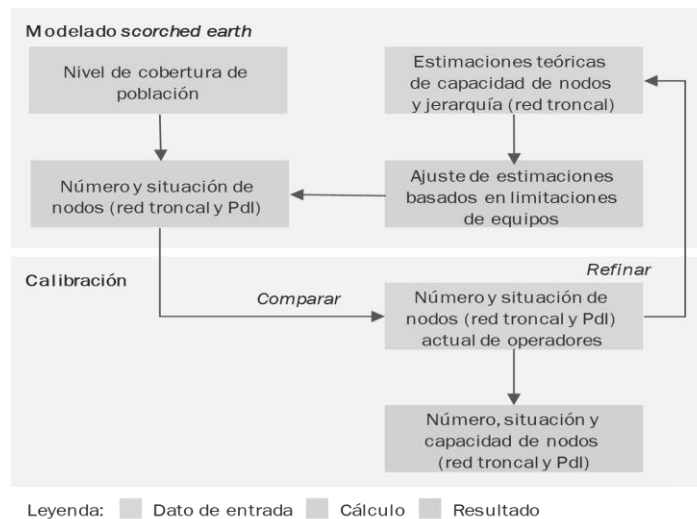 Modelado scorched earth
Nivel de cobertura de
población
Estimaciones teóricas
de capacidad de nodos
y jerarquía (red troncal)
Número y situación de
nodos (red troncal y PdI)
Ajuste de estimaciones
basados en limitaciones
de equipos
Calibración
Comparar
Refinar
Número y situación de
nodos (red troncal y PdI)
actual de operadores
Número, situación y
capacidad de nodos
(red troncal y PdI)
Leyenda: Dato de entrada Cálculo Resultado